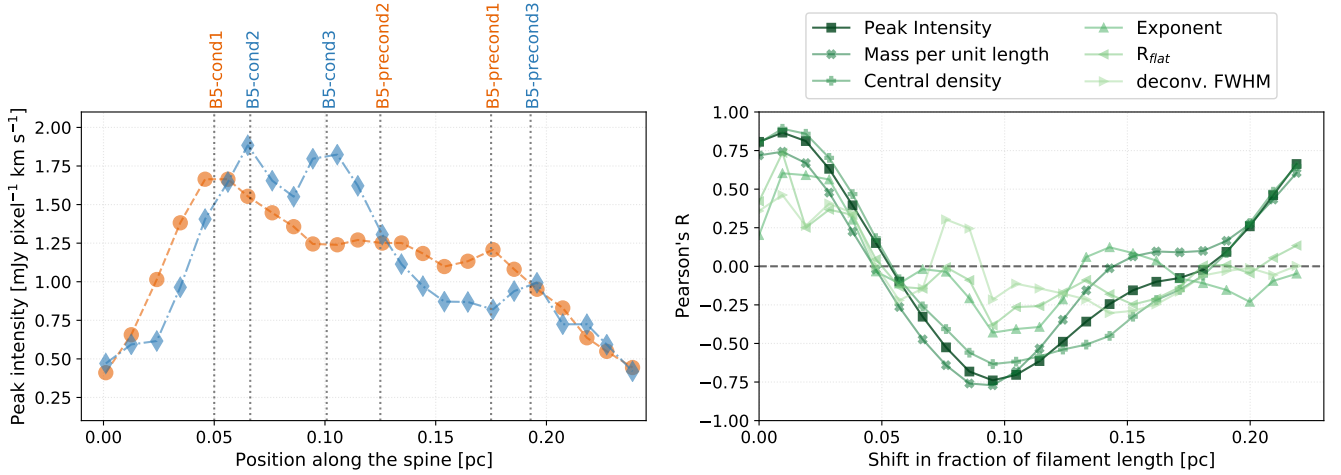 B5-cond1
B5-cond2
B5-cond3
B5-precond2
B5-precond1
B5-precond3
Peak intensity [mJy pixel⁻¹ km s⁻¹]
2.00
1.75
1.50
1.25
1.00
0.75
0.50
0.25
0.00 0.05 0.10 0.15 0.20
Position along the spine [pc]
Peak Intensity
Mass per unit length
Central density
Exponent
R_flat
deconv. FWHM
Pearson's R
1.00
0.75
0.50
0.25
0.00
−0.25
−0.50
−0.75
−1.00
0.00 0.05 0.10 0.15 0.20
Shift in fraction of filament length [pc]